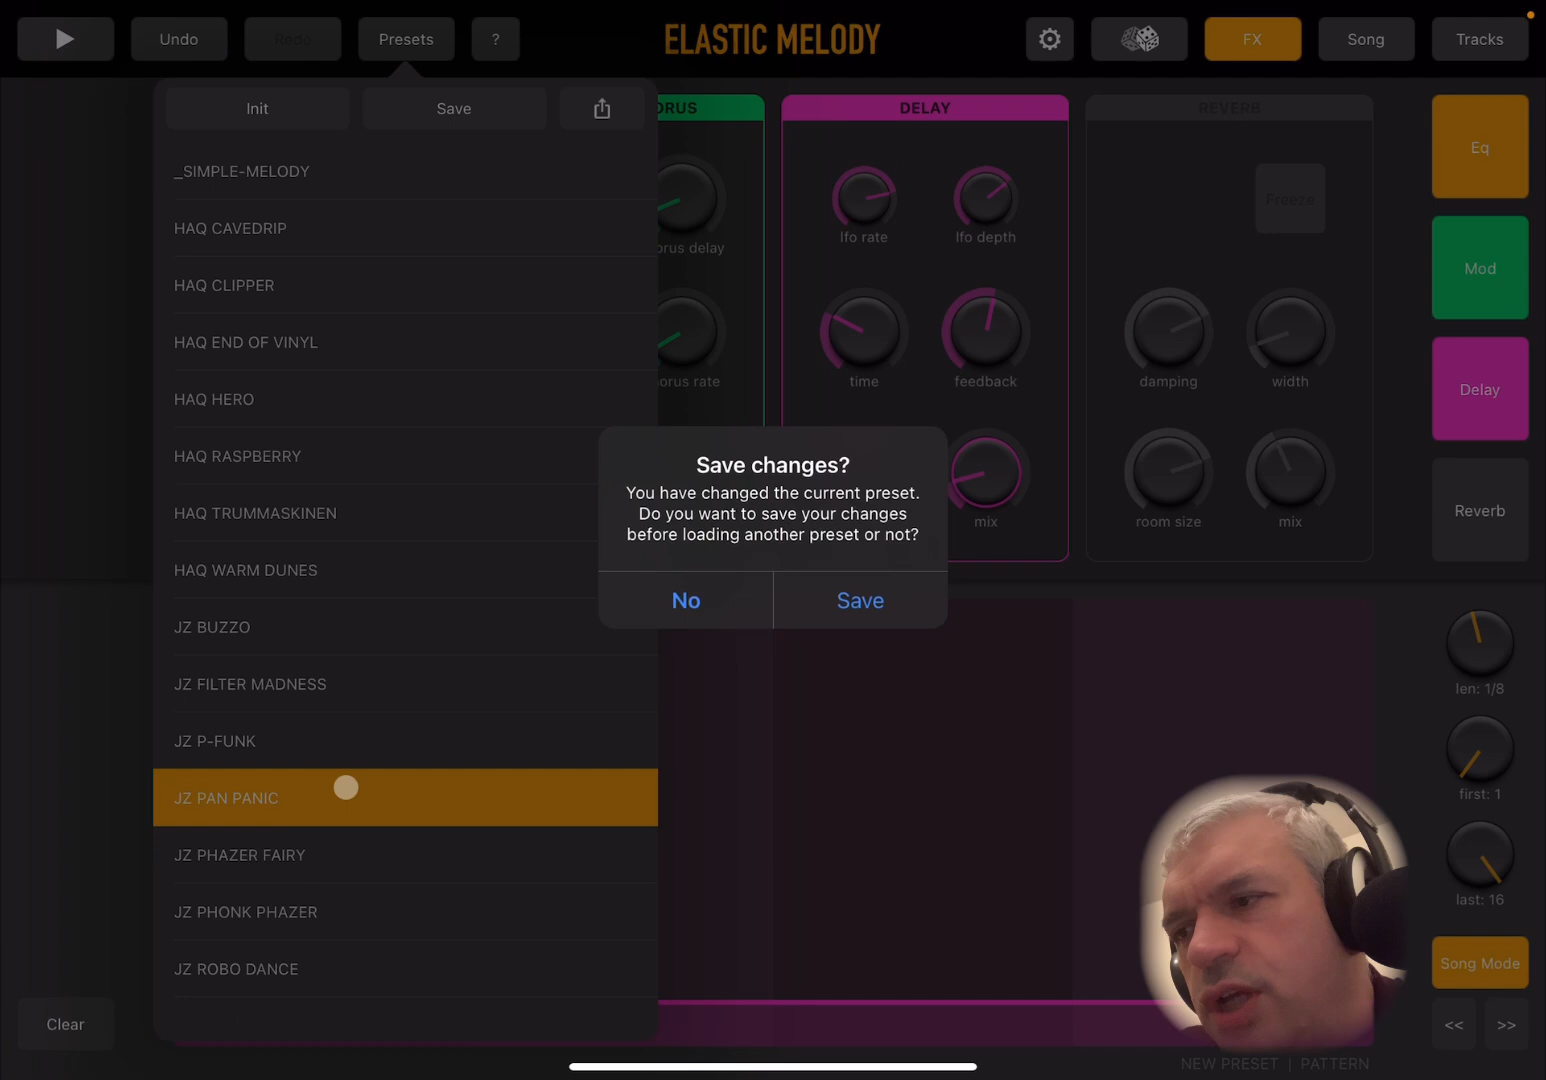 Undo
Redo
Presets
?
ELASTIC MELODY
FX
Song
Tracks
Init
Save
_SIMPLE-MELODY
HAQ CAVEDRIP
HAQ CLIPPER
HAQ END OF VINYL
HAQ HERO
HAQ RASPBERRY
HAQ TRUMMASKINEN
HAQ WARM DUNES
JZ BUZZO
JZ FILTER MADNESS
JZ P-FUNK
JZ PAN PANIC
JZ PHAZER FAIRY
JZ PHONK PHAZER
JZ ROBO DANCE
ORUS
orus delay
orus rate
DELAY
lfo rate
lfo depth
time
feedback
mix
REVERB
Freeze
damping
width
room size
mix
Save changes?
You have changed the current preset.
Do you want to save your changes
before loading another preset or not?
No
Save
Eq
Mod
Delay
Reverb
len: 1/8
first: 1
last: 16
Song Mode
<<
>>
Clear
NEW PRESET | PATTERN